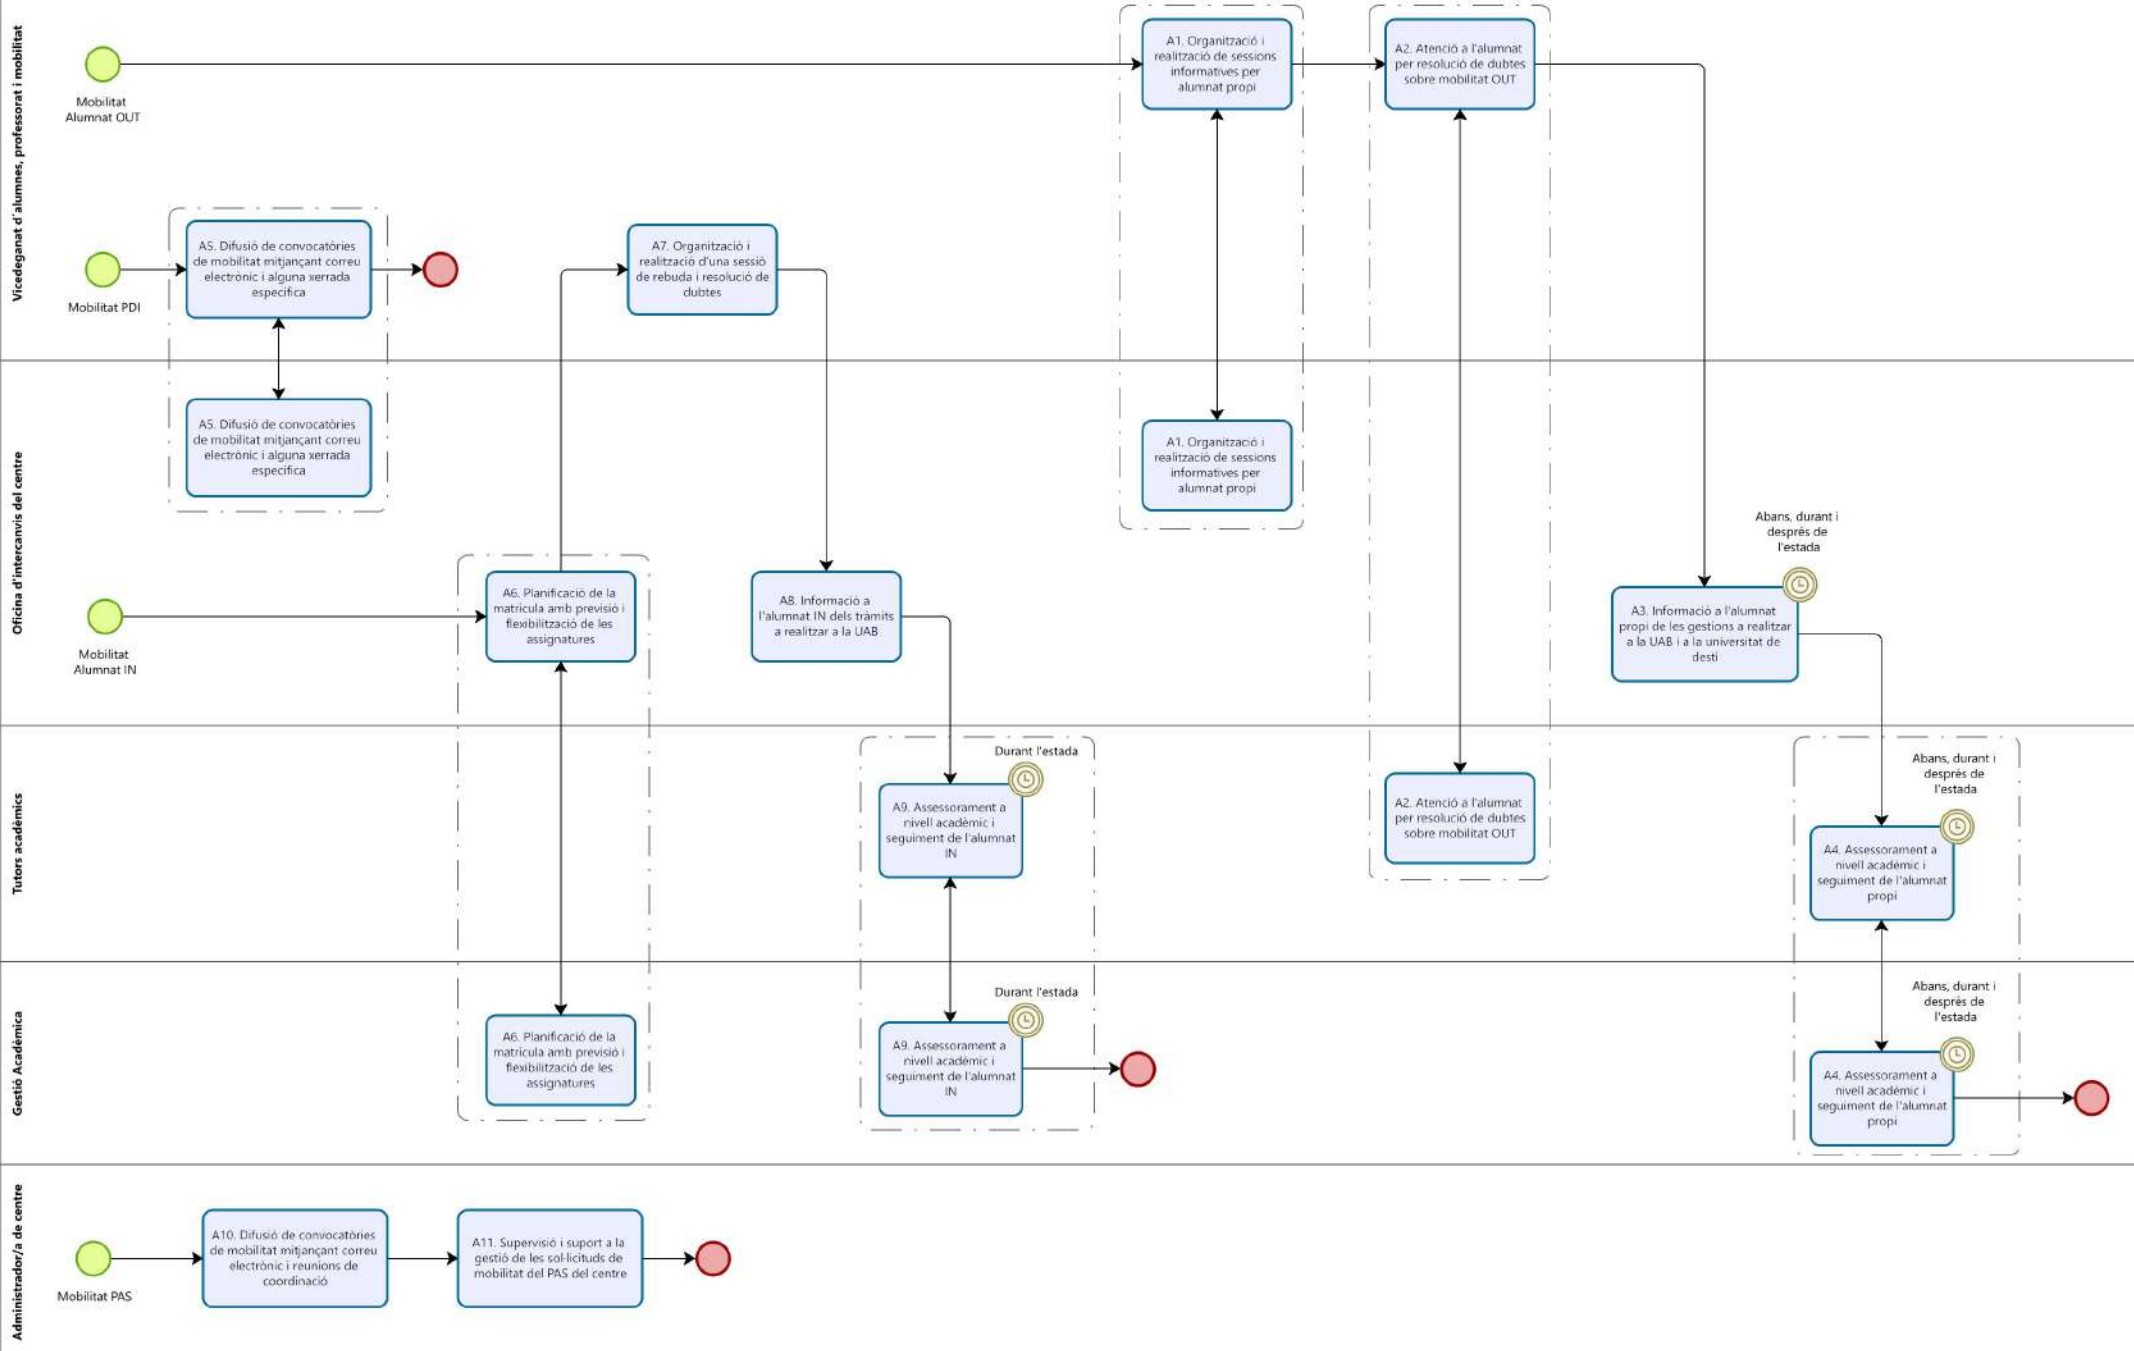 Vicedeganat d'alumnes, professorat i mobilitat
Mobilitat
Alumnat OUT
A1. Organització i
realització de sessions
informatives per
alumnat propi
A2. Atenció a l'alumnat
per resolució de dubtes
sobre mobilitat OUT
Mobilitat PDI
A5. Difusió de convocatòries
de mobilitat mitjançant correu
electrònic i alguna xerrada
especifica
A7. Organització i
realització d'una sessió
de rebuda i resolució de
dubtes
Oficina d'intercanvis del centre
A5. Difusió de convocatòries
de mobilitat mitjançant correu
electrònic i alguna xerrada
especifica
A1. Organització i
realització de sessions
informatives per
alumnat propi
Mobilitat
Alumnat IN
A6. Planificació de la
matrícula amb previsió i
flexibilització de les
assignatures
A8. Informació a
l'alumnat IN dels tràmits
a realitzar a la UAB
Abans, durant i
després de
l'estada
A3. Informació a l'alumnat
propi de les gestions a realitzar
a la UAB i a la universitat de
destí
Tutors acadèmics
Durant l'estada
A9. Assessorament a
nivell acadèmic i
seguiment de l'alumnat
IN
A2. Atenció a l'alumnat
per resolució de dubtes
sobre mobilitat OUT
Abans, durant i
després de
l'estada
A4. Assessorament a
nivell acadèmic i
seguiment de l'alumnat
propi
Gestió Acadèmica
A6. Planificació de la
matrícula amb previsió i
flexibilització de les
assignatures
Durant l'estada
A9. Assessorament a
nivell acadèmic i
seguiment de l'alumnat
IN
Abans, durant i
després de
l'estada
A4. Assessorament a
nivell acadèmic i
seguiment de l'alumnat
propi
Administrador/a de centre
Mobilitat PAS
A10. Difusió de convocatòries
de mobilitat mitjançant correu
electrònic i reunions de
coordinació
A11. Supervisió i suport a la
gestió de les sol·licituds de
mobilitat del PAS del centre